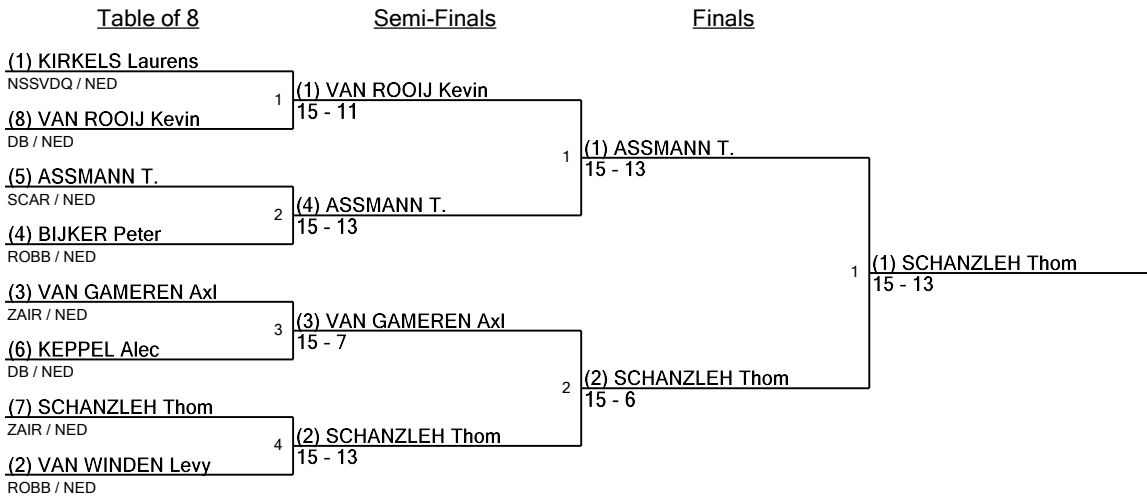 Table of 8
Semi-Finals
Finals
(1) KIRKELS Laurens
NSSVDQ / NED
1
(8) VAN ROOIJ Kevin
DB / NED
(5) ASSMANN T.
SCAR / NED
2
(4) BIJKER Peter
ROBB / NED
(3) VAN GAMEREN Axl
ZAIR / NED
3
(6) KEPPEL Alec
DB / NED
(7) SCHANZLEH Thom
ZAIR / NED
4
(2) VAN WINDEN Levy
ROBB / NED
(1) VAN ROOIJ Kevin
15 - 11
1
(4) ASSMANN T.
15 - 13
(3) VAN GAMEREN Axl
15 - 7
2
(2) SCHANZLEH Thom
15 - 13
(1) ASSMANN T.
15 - 13
1
(2) SCHANZLEH Thom
15 - 6
(1) SCHANZLEH Thom
15 - 13